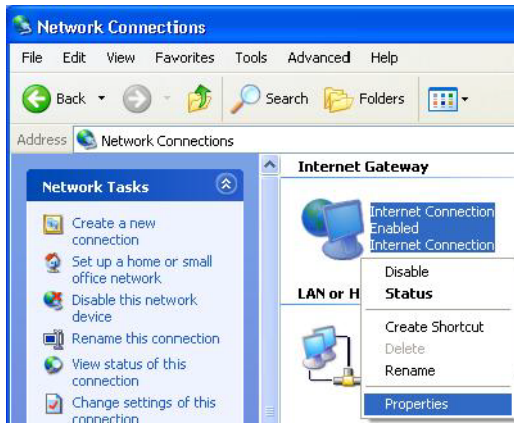 Network Connections
File Edit View Favorites Tools Advanced Help
Back Search Folders
Address Network Connections
Network Tasks
Create a new
connection
Set up a home or small
office network
Disable this network
device
Rename this connection
View status of this
connection
Change settings of this
connection
Internet Gateway
Internet Connection
Enabled
Internet Connection
LAN or H
Disable
Status
Create Shortcut
Delete
Rename
Properties